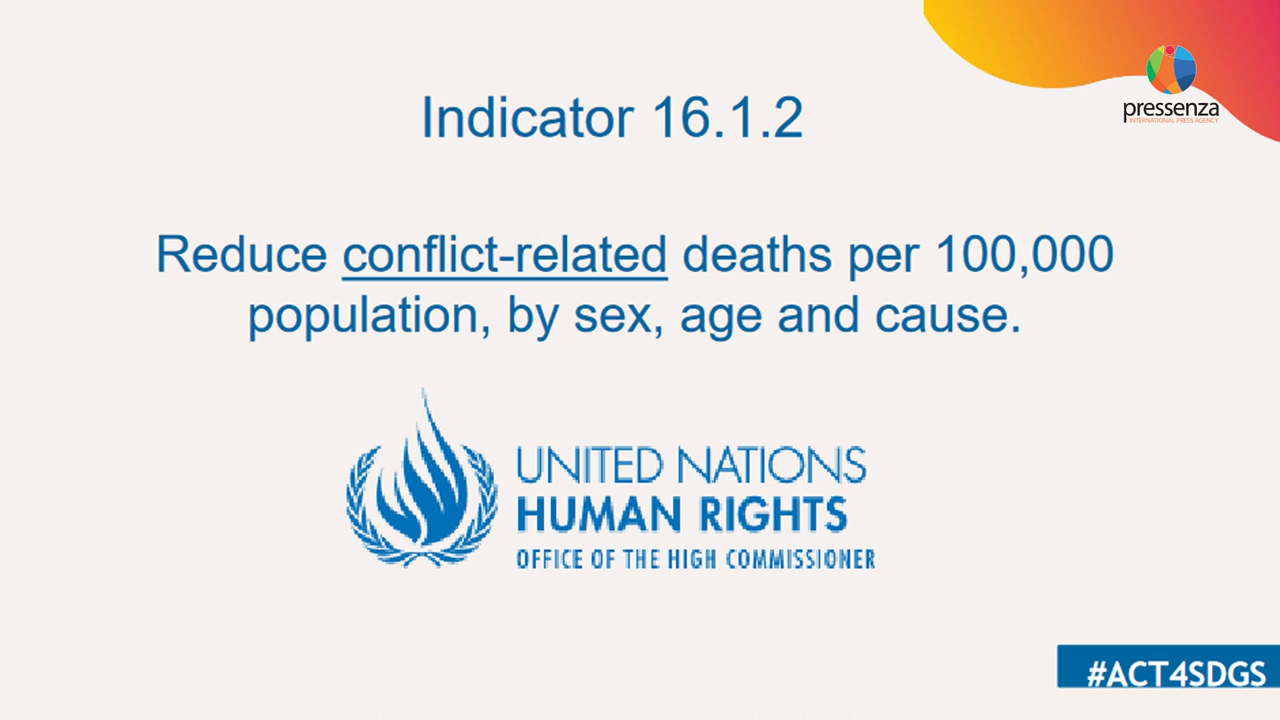 pressenza
INTERNATIONAL PRESS AGENCY
Indicator 16.1.2
Reduce conflict-related deaths per 100,000
population, by sex, age and cause.
UNITED NATIONS
HUMAN RIGHTS
OFFICE OF THE HIGH COMMISSIONER
#ACT4SDGS